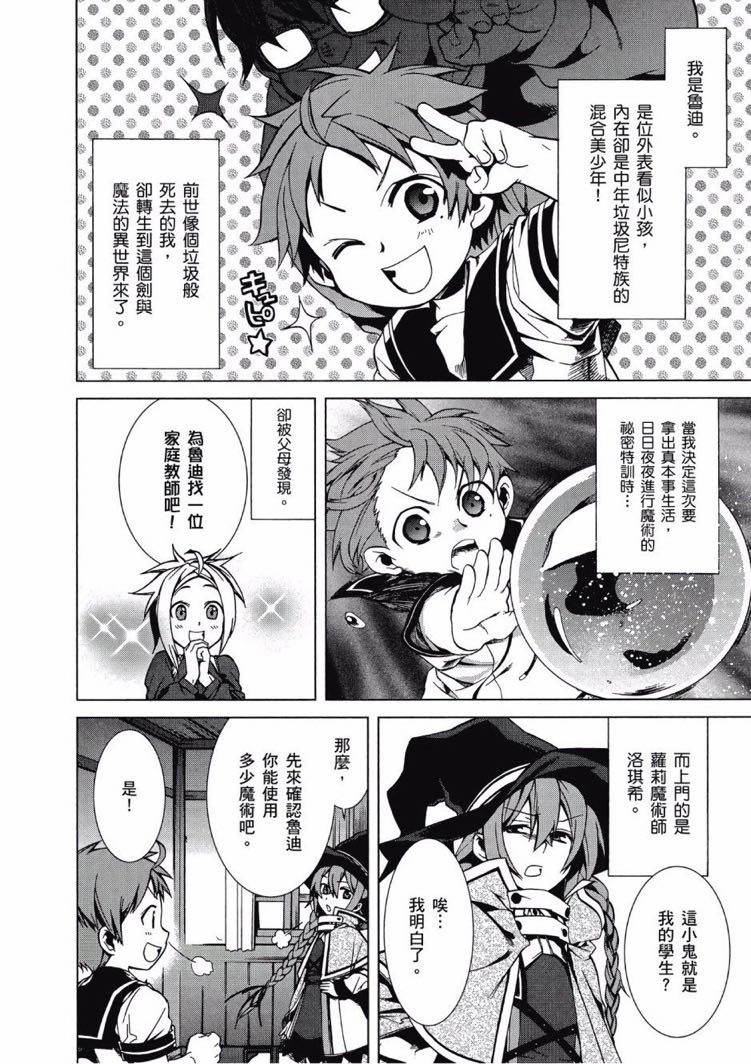 我是魯迪。
是位外表看似小孩，
內在卻是中年垃圾尼特族的
混合美少年！
前世像個垃圾般
死去的我，
卻轉生到這個劍與
魔法的異世界來了。
キャピ☆
當我決定這次要
拿出真本事生活，
日日夜夜進行魔術的
祕密特訓時…
卻被父母發現。
為魯迪找一位
家庭教師吧！
而上門的是
蘿莉魔術師
洛琪希。
這小鬼就是
我的學生？
唉…
我明白了。
那麼，
先來確認魯迪
你能使用
多少魔術吧。
是！